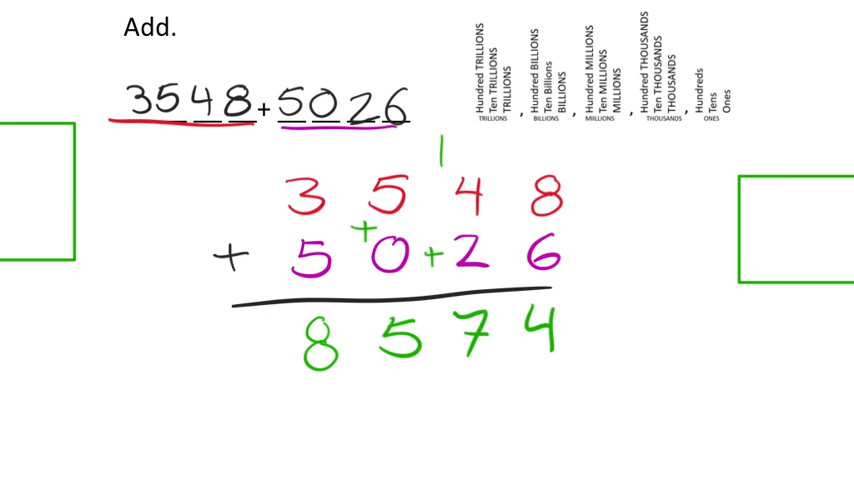 Add.
3548+5026
Hundred TRILLIONS
Ten TRILLIONS
TRILLIONS
TRILLIONS
,
Hundred BILLIONS
Ten Billions
BILLIONS
BILLIONS
,
Hundred MILLIONS
Ten MILLIONS
MILLIONS
MILLIONS
,
Hundred THOUSANDS
Ten THOUSANDS
THOUSANDS
THOUSANDS
,
Hundreds
Tens
Ones
ONES
1
3 5 4 8
+ 5 + 0 + 2 6
8 5 7 4